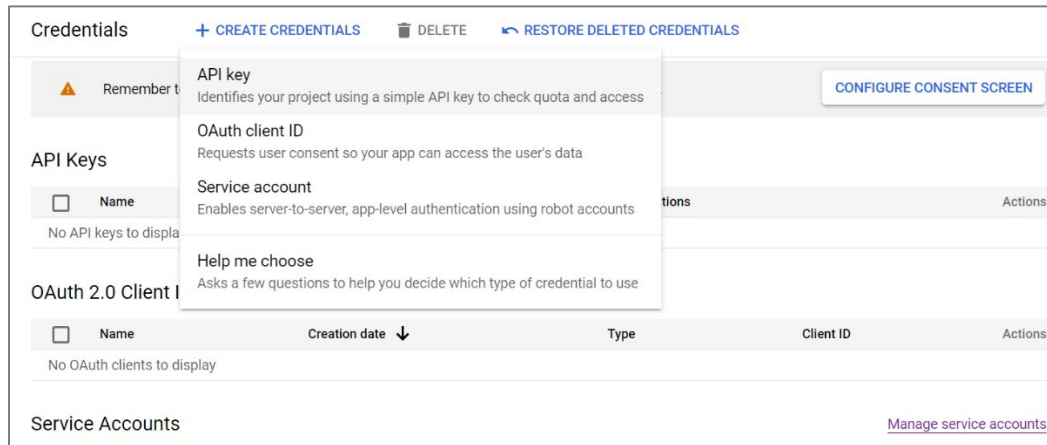 Credentials + CREATE CREDENTIALS DELETE RESTORE DELETED CREDENTIALS
API key
Remember
Identifies your project using a simple API key to check quota and access
CONFIGURE CONSENT SCREEN
OAuth client ID
Requests user consent so your app can access the user's data
API Keys
Service account
Name
Enables server-to-server, app-level authentication using robot accounts
tions
Actions
No API keys to displa
Help me choose
Asks a few questions to help you decide which type of credential to use
OAuth 2.0 Client I
Name Creation date Type Client ID Actions
No OAuth clients to display
Service Accounts Manage service accounts